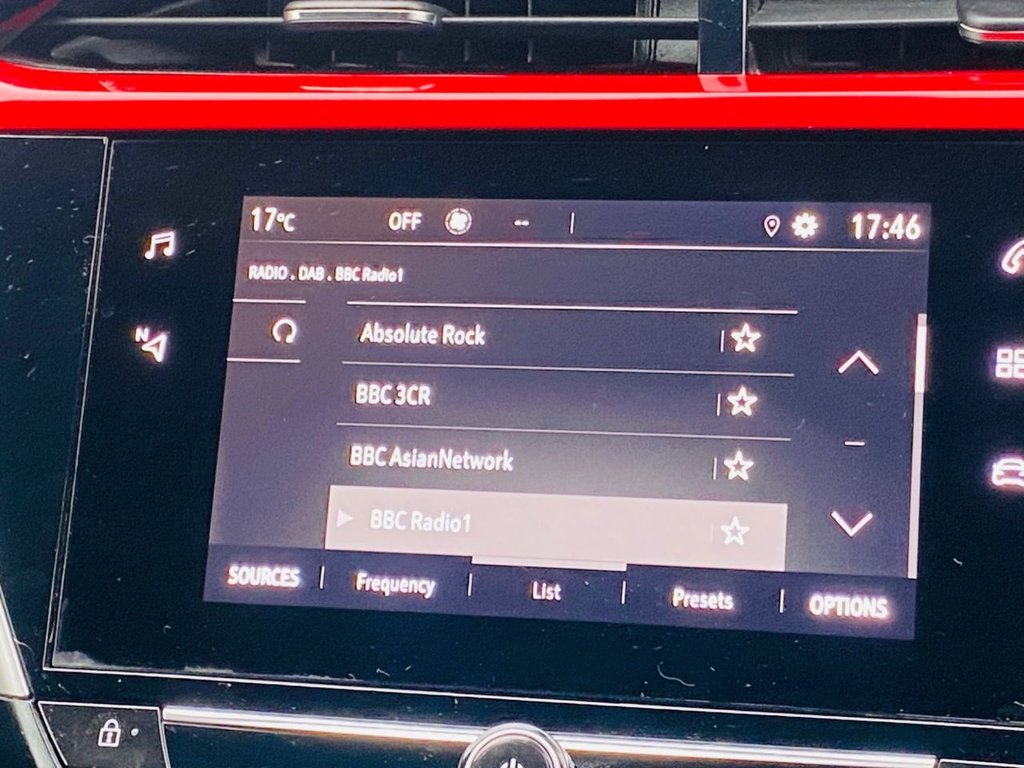 17°C OFF -- 17:46
RADIO . DAB . BBC Radio1
Absolute Rock
N
BBC 3CR
BBC AsianNetwork
BBC Radio1
SOURCES Frequency List Presets OPTIONS